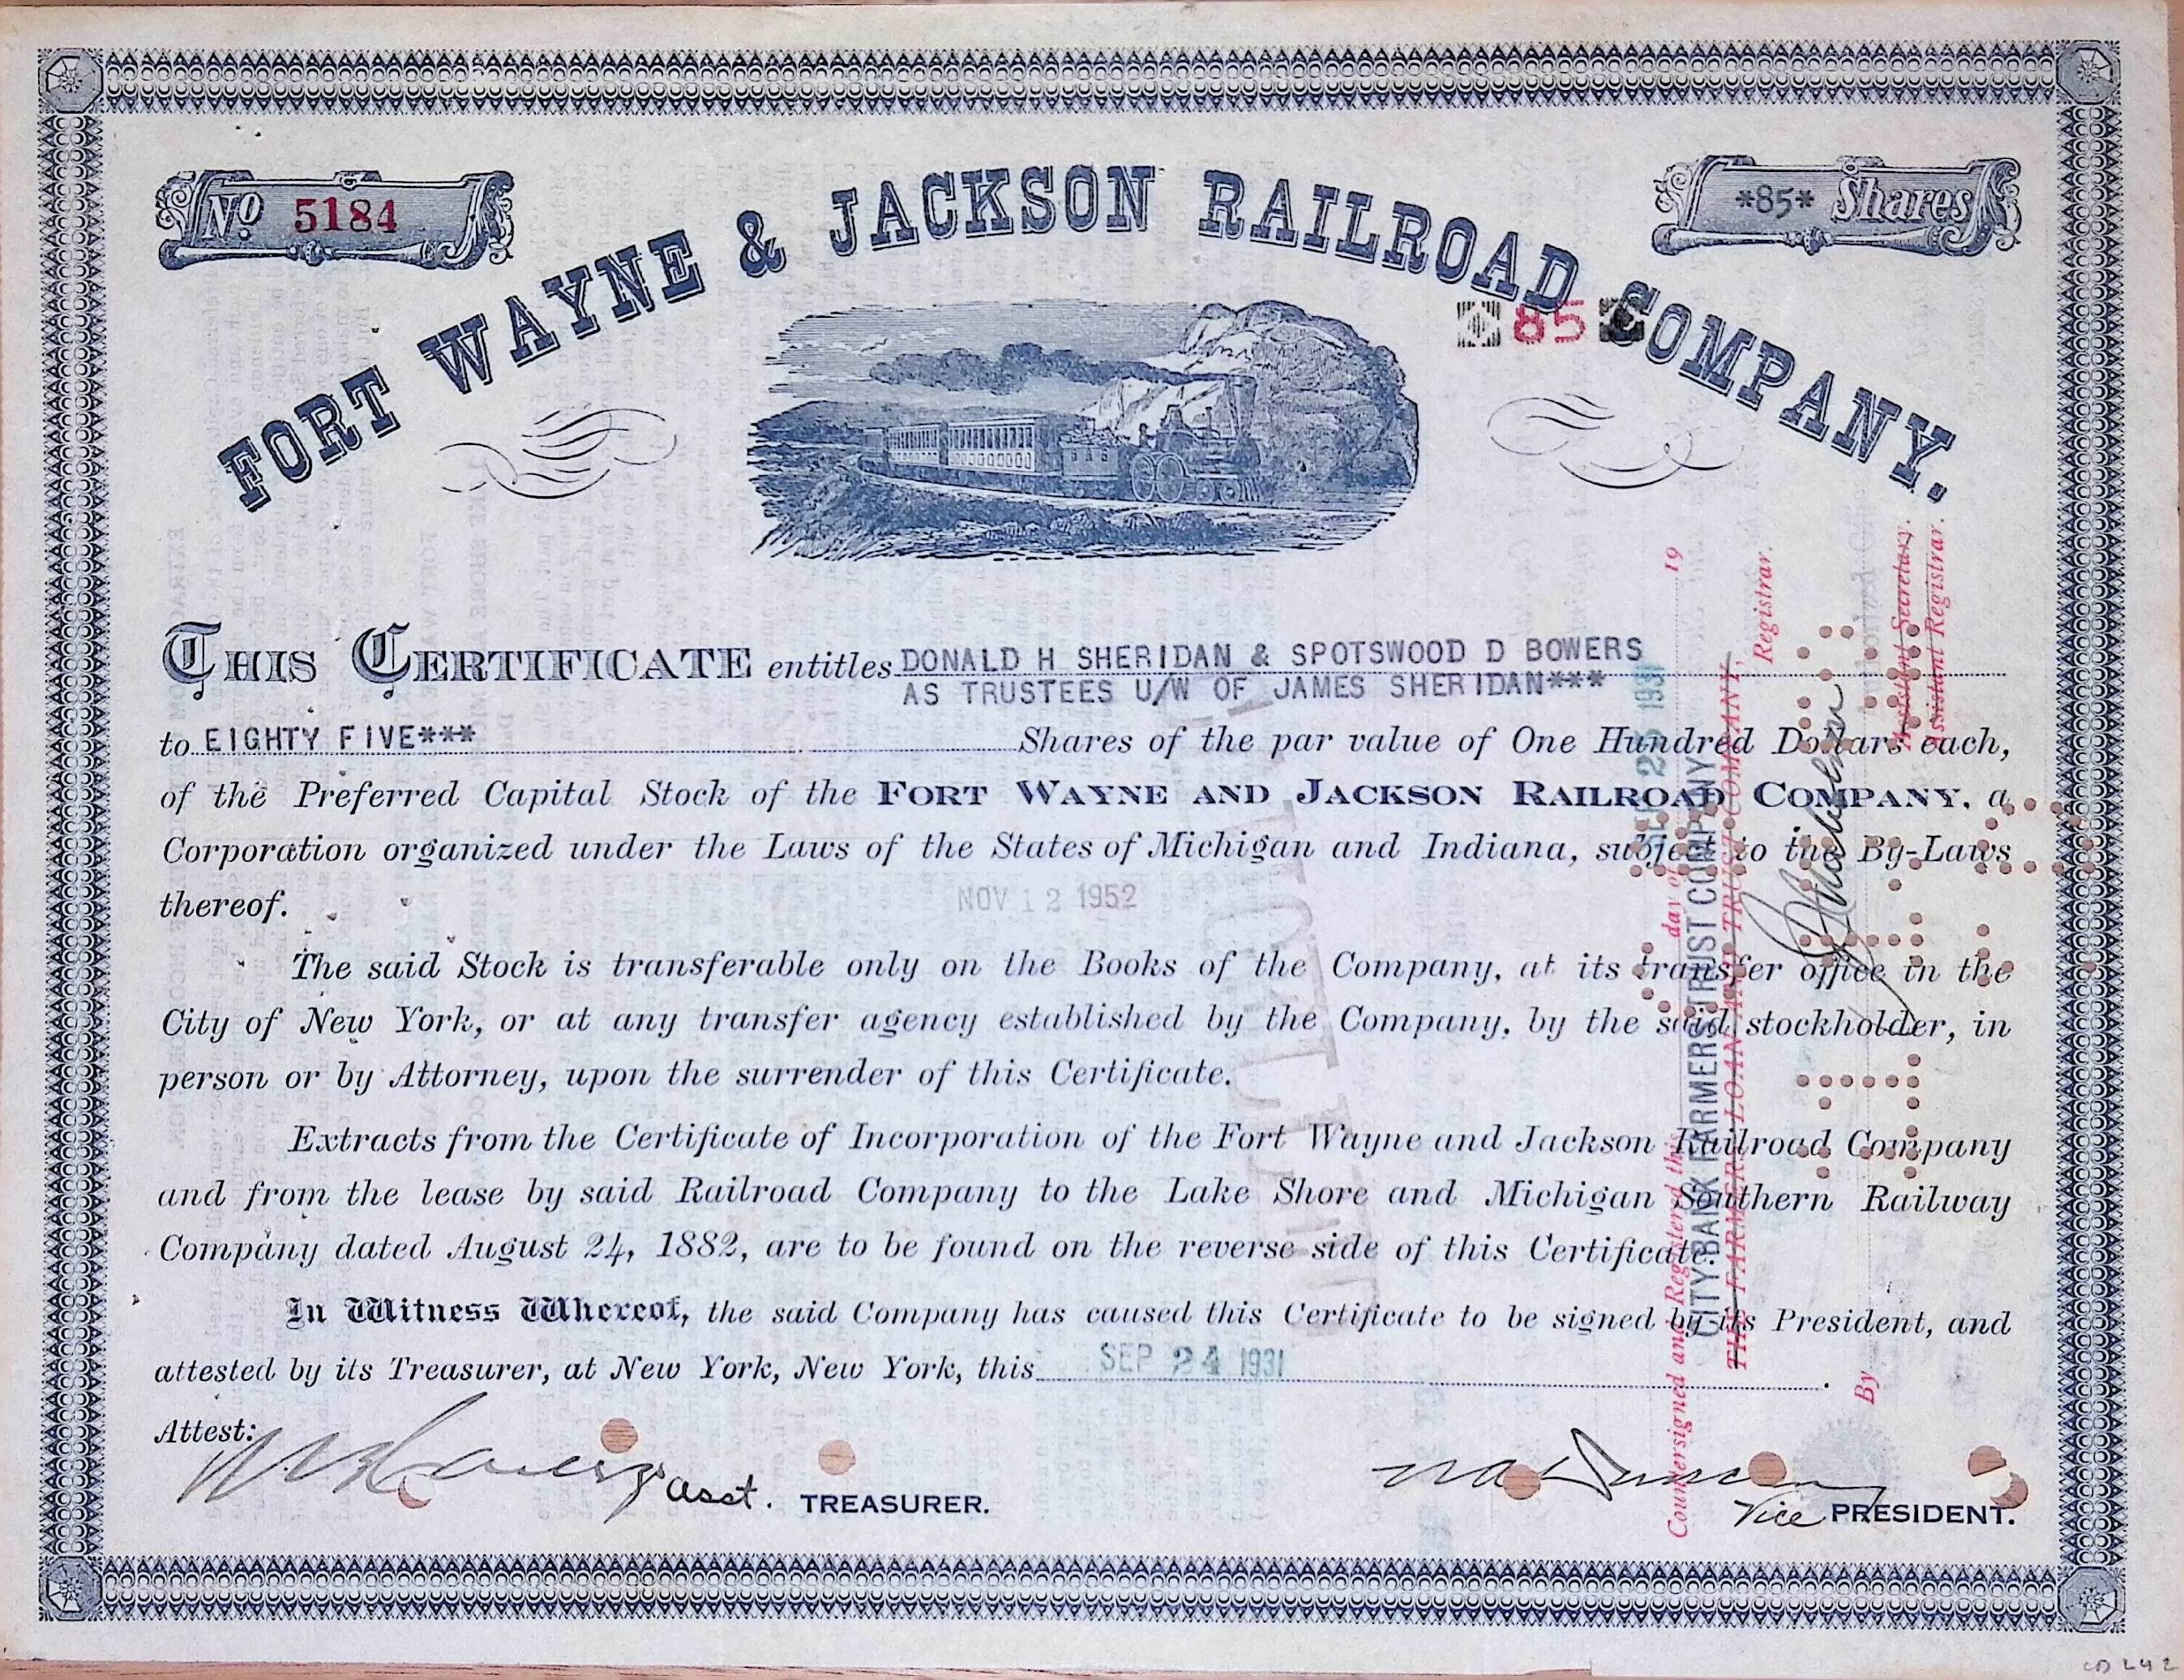 No 5184
*85* Shares
FORT WAYNE & JACKSON RAILROAD COMPANY.
85
THIS CERTIFICATE entitles DONALD H SHERIDAN & SPOTSWOOD D BOWERS
AS TRUSTEES U/W OF JAMES SHERIDAN***
to EIGHTY FIVE*** Shares of the par value of One Hundred Dollars each,
of the Preferred Capital Stock of the FORT WAYNE AND JACKSON RAILROAD COMPANY, a
Corporation organized under the Laws of the States of Michigan and Indiana, subject to the By-Laws
thereof.
NOV 12 1952
The said Stock is transferable only on the Books of the Company, at its transfer office in the
City of New York, or at any transfer agency established by the Company, by the said stockholder, in
person or by Attorney, upon the surrender of this Certificate.
Extracts from the Certificate of Incorporation of the Fort Wayne and Jackson Railroad Company
and from the lease by said Railroad Company to the Lake Shore and Michigan Southern Railway
Company dated August 24, 1882, are to be found on the reverse side of this Certificate.
In Witness Whereof, the said Company has caused this Certificate to be signed by its President, and
attested by its Treasurer, at New York, New York, this SEP 24 1931.
Attest:
asst. TREASURER.
Vice PRESIDENT.
Countersigned and Registered this day of 19
1931
CITY BANK FARMERS TRUST COMPANY
THE FARMERS' LOAN AND TRUST COMPANY,
Registrar.
By
Assistant Secretary.
Assistant Registrar.